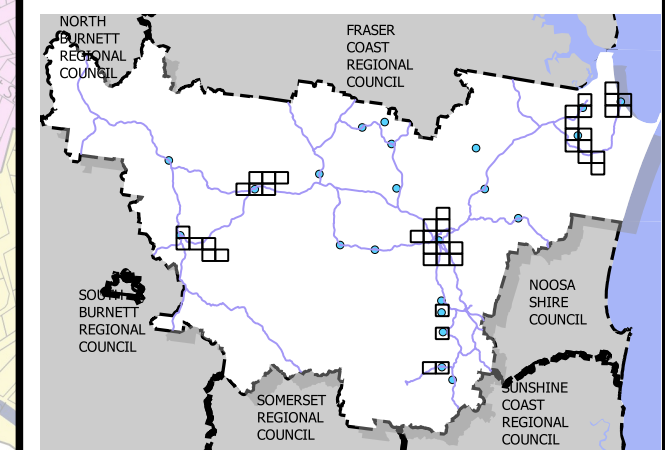 NORTH
BURNETT
REGIONAL
COUNCIL
FRASER
COAST
REGIONAL
COUNCIL
NOOSA
SHIRE
COUNCIL
SOUTH
BURNETT
REGIONAL
COUNCIL
SOMERSET
REGIONAL
COUNCIL
SUNSHINE
COAST
REGIONAL
COUNCIL